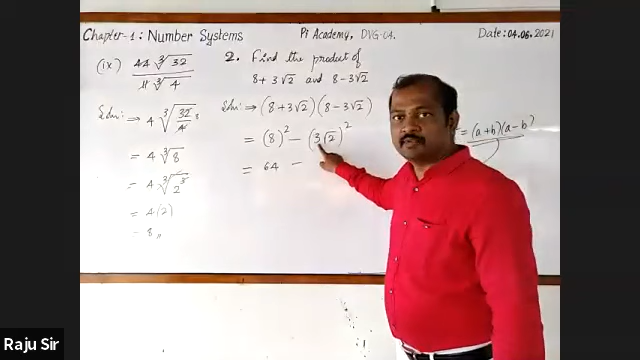 Chapter-1: Number Systems
Pi Academy, DVG-04.
Date: 04.06.2021
(ix) 44 ∛32 / 11 ∛4
Soln: ⇒ 4 ∛(32/4) 8
= 4 ∛8
= 4 ∛2³
= 4(2)
= 8,,
2. Find the product of
8 + 3√2 and 8 - 3√2
Soln: ⇒ (8 + 3√2)(8 - 3√2)
= (8)² - (3√2)²
= 64 -
= (a+b)(a-b)
Raju Sir